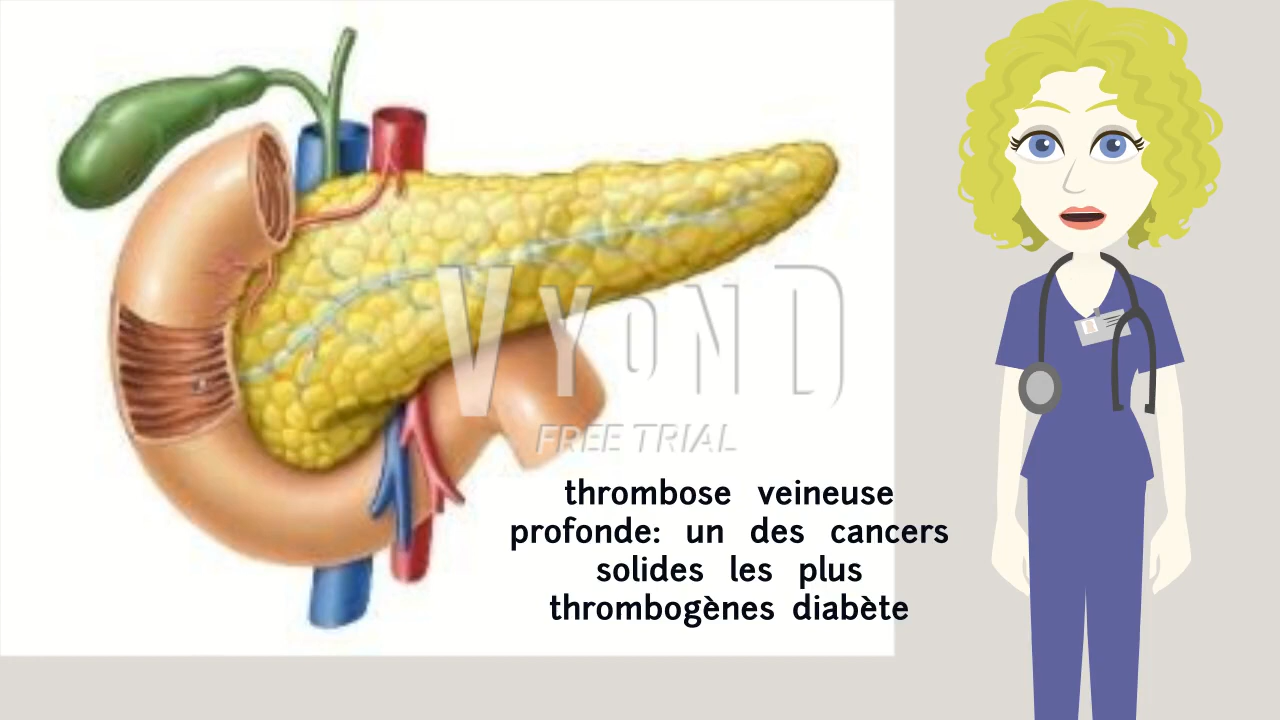 VYOND
FREE TRIAL
thrombose veineuse
profonde: un des cancers
solides les plus
thrombogènes diabète